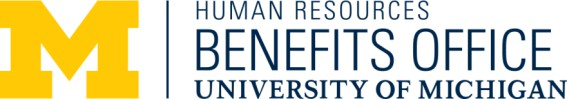 M
HUMAN RESOURCES
BENEFITS OFFICE
UNIVERSITY OF MICHIGAN